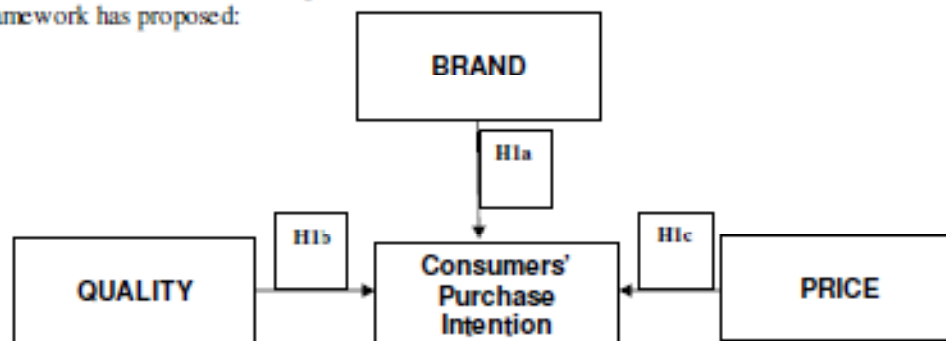 amework has proposed:
BRAND
H1a
H1b
H1c
QUALITY
Consumers'
Purchase
Intention
PRICE